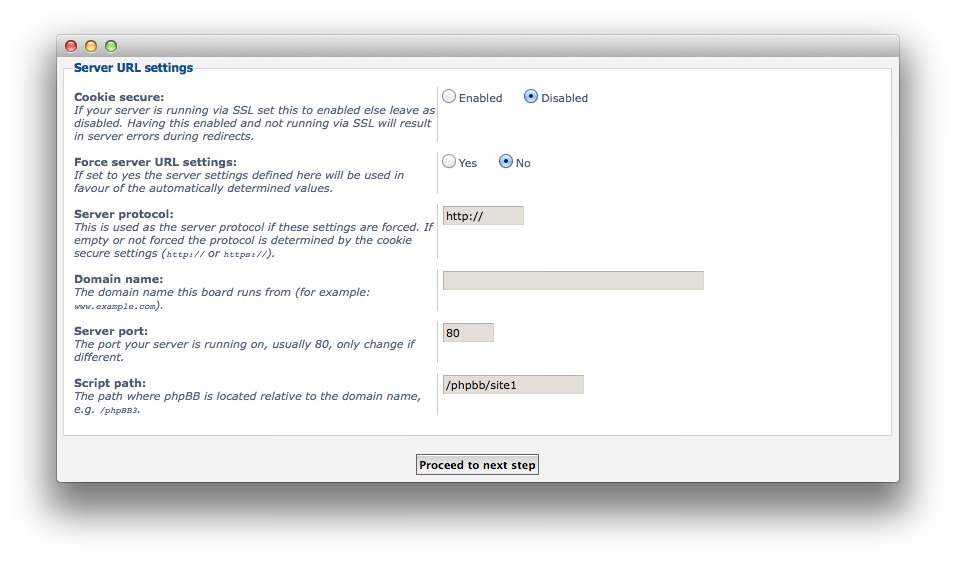 Server URL settings
Cookie secure:
If your server is running via SSL set this to enabled else leave as
disabled. Having this enabled and not running via SSL will result
in server errors during redirects.
Enabled Disabled
Force server URL settings:
If set to yes the server settings defined here will be used in
favour of the automatically determined values.
Yes No
Server protocol:
This is used as the server protocol if these settings are forced. If
empty or not forced the protocol is determined by the cookie
secure settings (http:// or https://).
http://
Domain name:
The domain name this board runs from (for example:
www.example.com).
Server port:
The port your server is running on, usually 80, only change if
different.
80
Script path:
The path where phpBB is located relative to the domain name,
e.g. /phpBB3.
/phpbb/site1
Proceed to next step